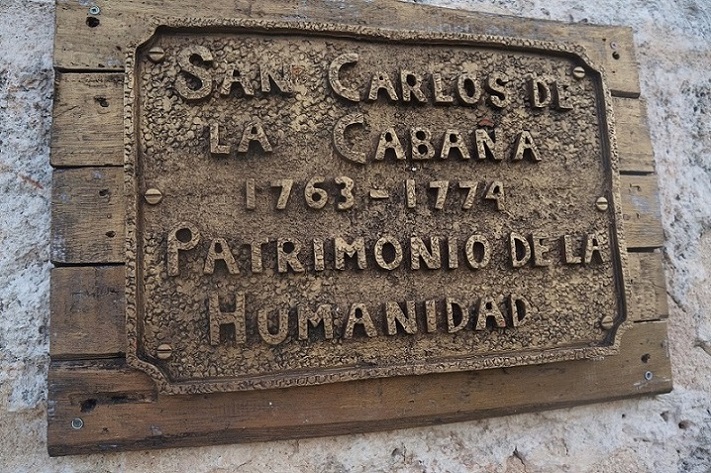 San Carlos de
la Cabaña
1763-1774
Patrimonio de la
Humanidad